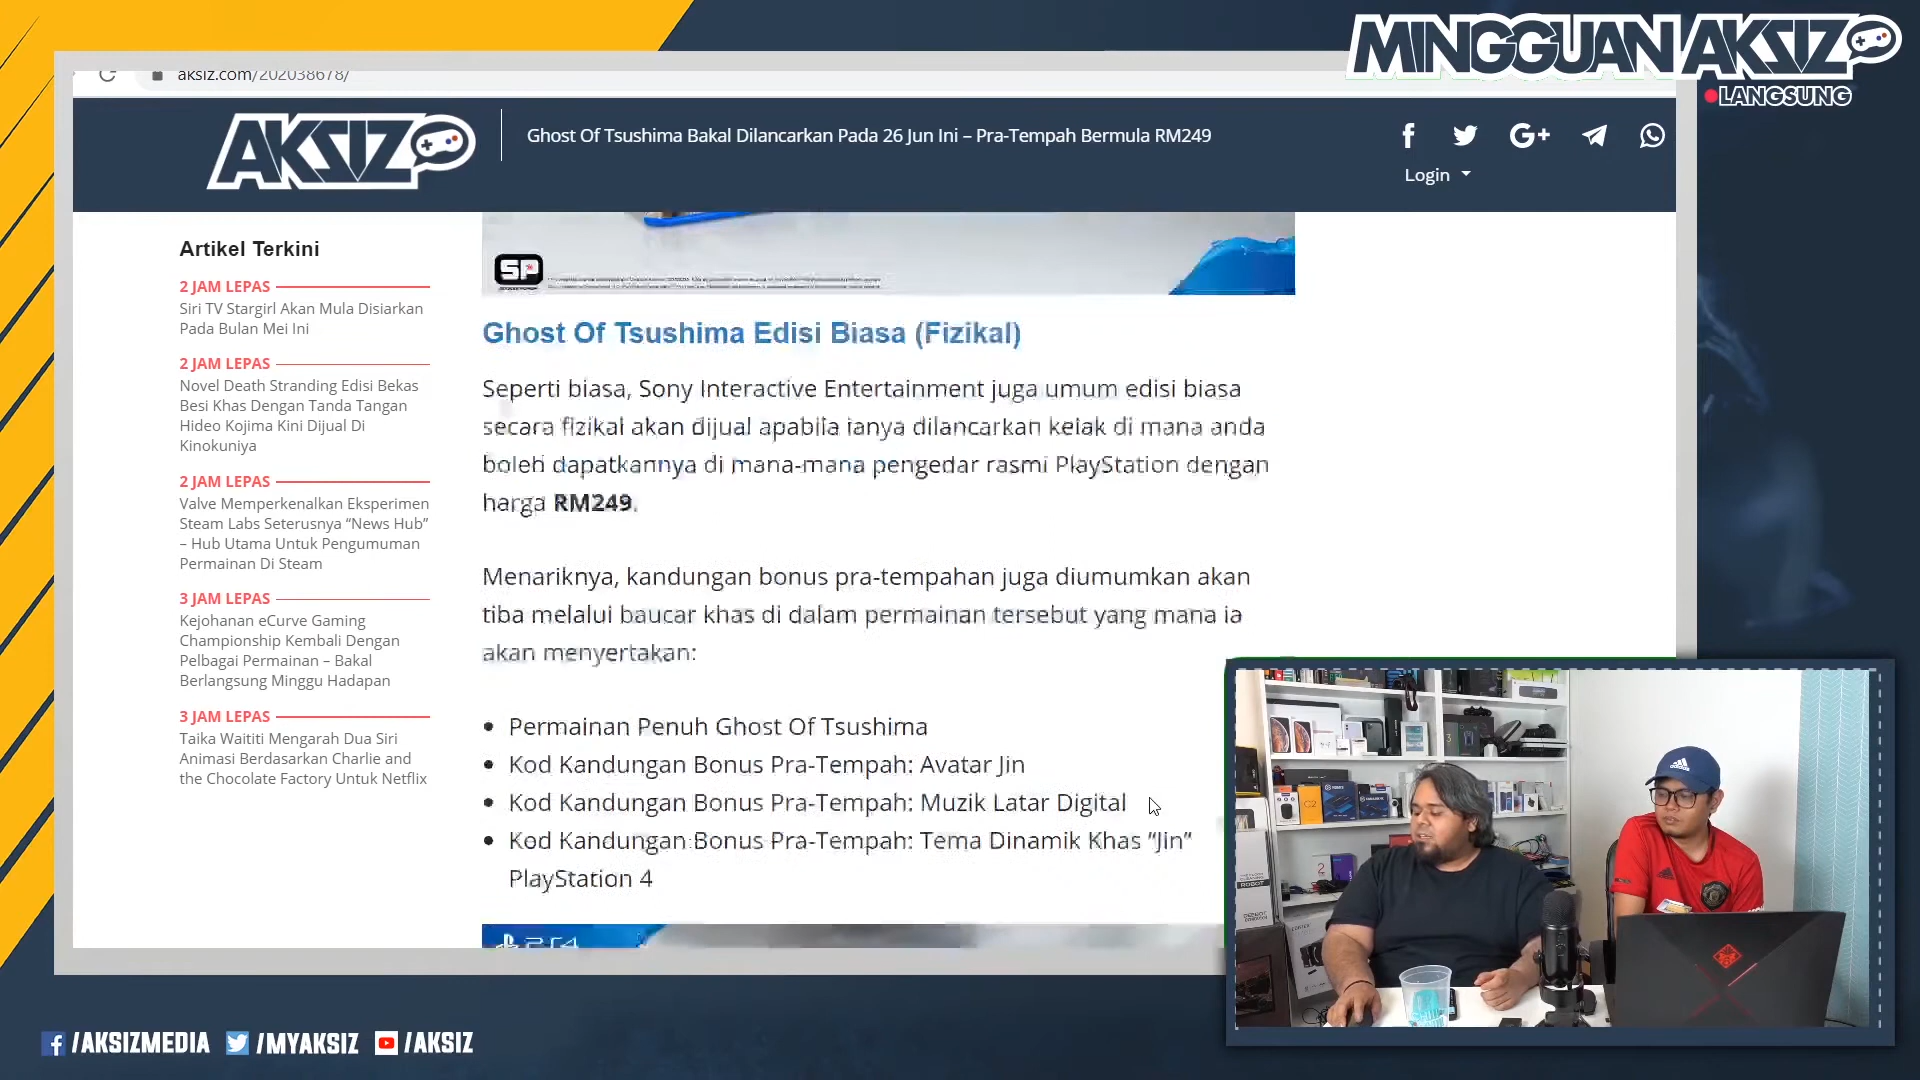 MINGGUAN AKSIZ
LANGSUNG
aksiz.com/202038678/
AKSIZ
Ghost Of Tsushima Bakal Dilancarkan Pada 26 Jun Ini – Pra-Tempah Bermula RM249
G+
Login
Artikel Terkini
2 JAM LEPAS
Siri TV Stargirl Akan Mula Disiarkan
Pada Bulan Mei Ini
2 JAM LEPAS
Novel Death Stranding Edisi Bekas
Besi Khas Dengan Tanda Tangan
Hideo Kojima Kini Dijual Di
Kinokuniya
2 JAM LEPAS
Valve Memperkenalkan Eksperimen
Steam Labs Seterusnya “News Hub”
– Hub Utama Untuk Pengumuman
Permainan Di Steam
3 JAM LEPAS
Kejohanan eCurve Gaming
Championship Kembali Dengan
Pelbagai Permainan – Bakal
Berlangsung Minggu Hadapan
3 JAM LEPAS
Taika Waititi Mengarah Dua Siri
Animasi Berdasarkan Charlie and
the Chocolate Factory Untuk Netflix
SP
Ghost Of Tsushima Edisi Biasa (Fizikal)
Seperti biasa, Sony Interactive Entertainment juga umum edisi biasa
secara fizikal akan dijual apabila ianya dilancarkan kelak di mana anda
boleh dapatkannya di mana-mana pengedar rasmi PlayStation dengan
harga RM249.
Menariknya, kandungan bonus pra-tempahan juga diumumkan akan
tiba melalui baucar khas di dalam permainan tersebut yang mana ia
akan menyertakan:
• Permainan Penuh Ghost Of Tsushima
• Kod Kandungan Bonus Pra-Tempah: Avatar Jin
• Kod Kandungan Bonus Pra-Tempah: Muzik Latar Digital
• Kod Kandungan Bonus Pra-Tempah: Tema Dinamik Khas “Jin”
PlayStation 4
PS4
adidas
/AKSIZMEDIA /MYAKSIZ /AKSIZ